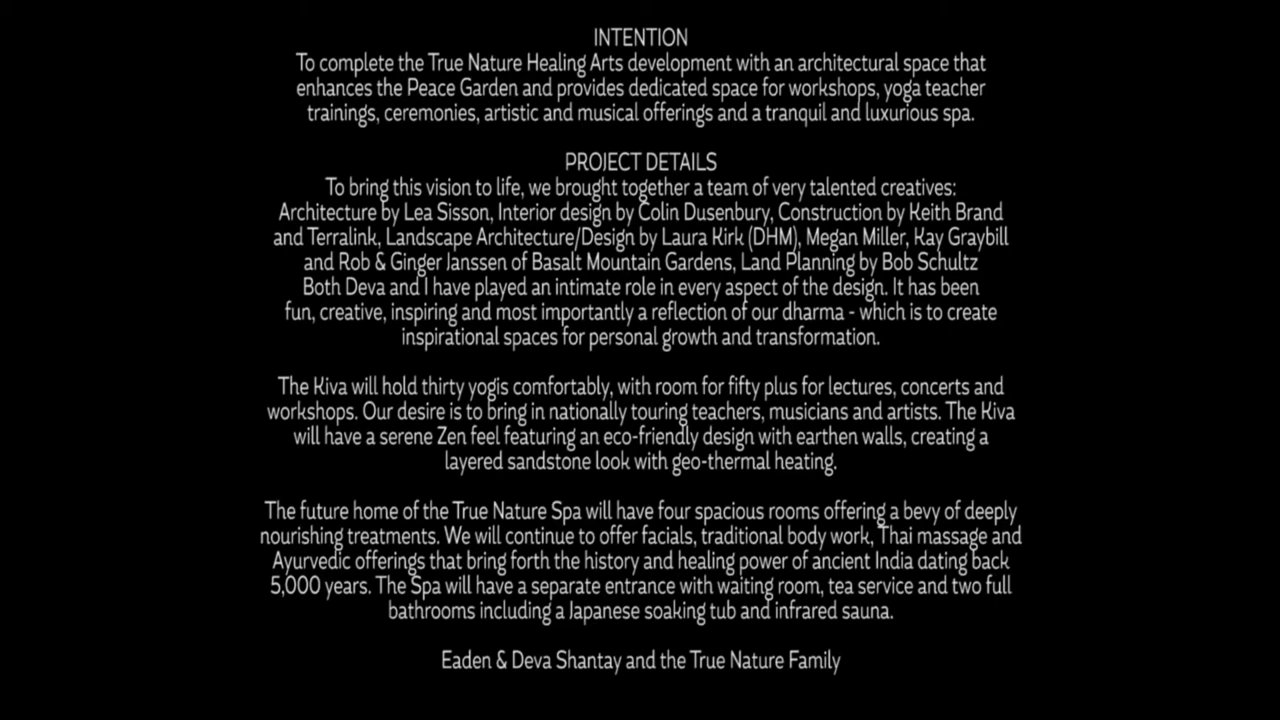 INTENTION
To complete the True Nature Healing Arts development with an architectural space that
enhances the Peace Garden and provides dedicated space for workshops, yoga teacher
trainings, ceremonies, artistic and musical offerings and a tranquil and luxurious spa.
PROJECT DETAILS
To bring this vision to life, we brought together a team of very talented creatives:
Architecture by Lea Sisson, Interior design by Colin Dusenbury, Construction by Keith Brand
and Terralink, Landscape Architecture/Design by Laura Kirk (DHM), Megan Miller, Kay Graybill
and Rob & Ginger Janssen of Basalt Mountain Gardens, Land Planning by Bob Schultz
Both Deva and I have played an intimate role in every aspect of the design. It has been
fun, creative, inspiring and most importantly a reflection of our dharma - which is to create
inspirational spaces for personal growth and transformation.
The Kiva will hold thirty yogis comfortably, with room for fifty plus for lectures, concerts and
workshops. Our desire is to bring in nationally touring teachers, musicians and artists. The Kiva
will have a serene Zen feel featuring an eco-friendly design with earthen walls, creating a
layered sandstone look with geo-thermal heating.
The future home of the True Nature Spa will have four spacious rooms offering a bevy of deeply
nourishing treatments. We will continue to offer facials, traditional body work, Thai massage and
Ayurvedic offerings that bring forth the history and healing power of ancient India dating back
5,000 years. The Spa will have a separate entrance with waiting room, tea service and two full
bathrooms including a Japanese soaking tub and infrared sauna.
Eaden & Deva Shantay and the True Nature Family